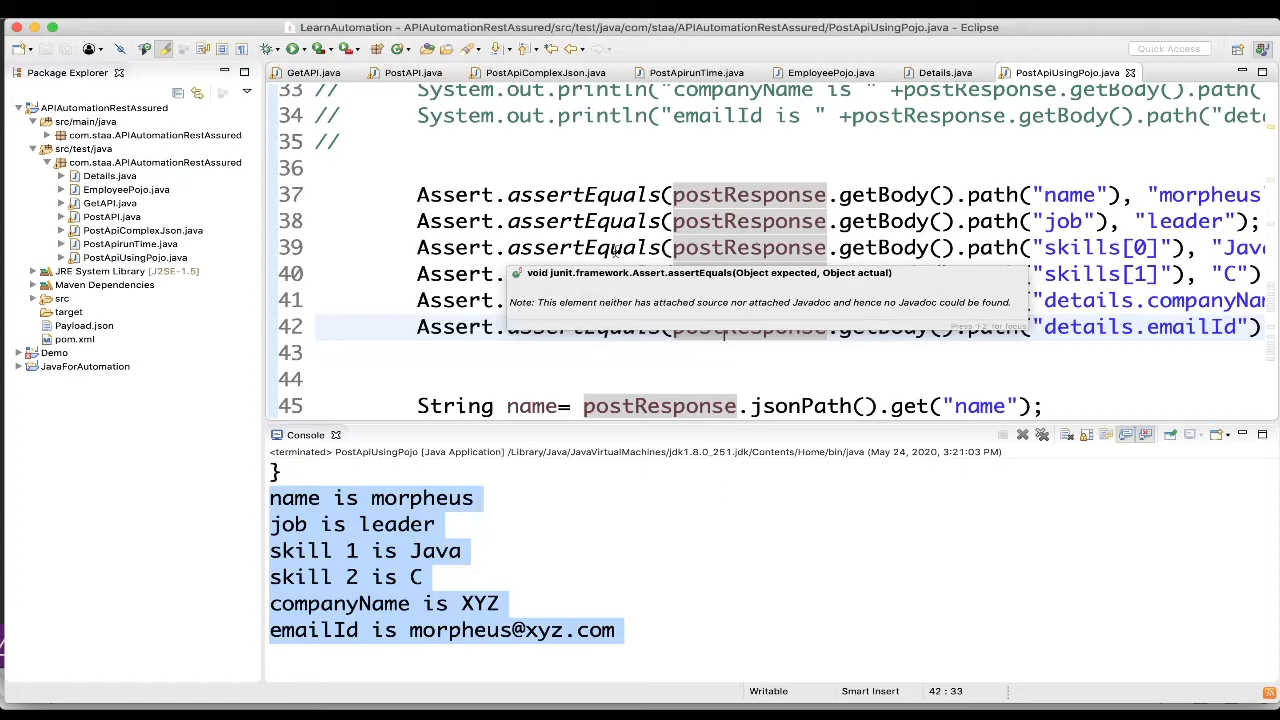 LearnAutomation - APIAutomationRestAssured/src/test/java/com/staa/APIAutomationRestAssured/PostApiUsingPojo.java - Eclipse
Quick Access
Package Explorer
GetAPI.java
PostAPI.java
PostApiComplexJson.java
PostApirunTime.java
EmployeePojo.java
Details.java
PostApiUsingPojo.java
APIAutomationRestAssured
src/main/java
com.staa.APIAutomationRestAssured
src/test/java
com.staa.APIAutomationRestAssured
Details.java
EmployeePojo.java
GetAPI.java
PostAPI.java
PostApiComplexJson.java
PostApirunTime.java
PostApiUsingPojo.java
JRE System Library [J2SE-1.5]
Maven Dependencies
src
target
Payload.json
pom.xml
Demo
JavaForAutomation
33 // System.out.println("companyName is " +postResponse.getBody().path(
34 // System.out.println("emailId is " +postResponse.getBody().path("deta
35 //
36
37 Assert.assertEquals(postResponse.getBody().path("name"), "morpheus"
38 Assert.assertEquals(postResponse.getBody().path("job"), "leader");
39 Assert.assertEquals(postResponse.getBody().path("skills[0]"), "Java
40 Assert. "skills[1]"), "C")
41 Assert. "details.companyNam
42 Assert.assertEquals(postResponse.getBody().path("details.emailId")
43
44
45 String name= postResponse.jsonPath().get("name");
void junit.framework.Assert.assertEquals(Object expected, Object actual)
Note: This element neither has attached source nor attached Javadoc and hence no Javadoc could be found.
Press 'F2' for focus
Console
<terminated> PostApiUsingPojo [Java Application] /Library/Java/JavaVirtualMachines/jdk1.8.0_251.jdk/Contents/Home/bin/java (May 24, 2020, 3:21:03 PM)
}
name is morpheus
job is leader
skill 1 is Java
skill 2 is C
companyName is XYZ
emailId is morpheus@xyz.com
Writable
Smart Insert
42 : 33